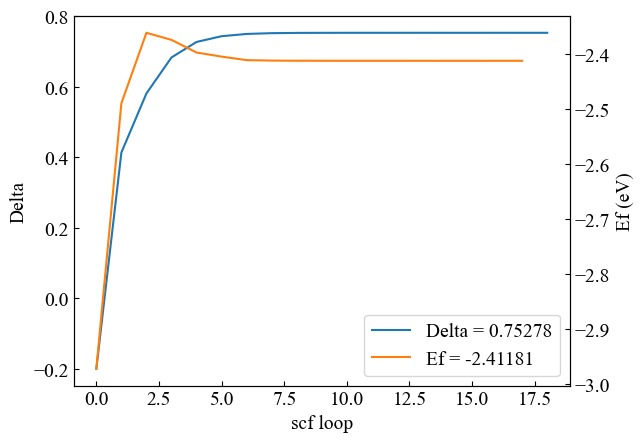 0.8
0.6
0.4
0.2
0.0
−0.2
Delta
−2.4
−2.5
−2.6
−2.7
−2.8
−2.9
−3.0
Ef (eV)
Delta = 0.75278
Ef = -2.41181
0.0 2.5 5.0 7.5 10.0 12.5 15.0 17.5
scf loop